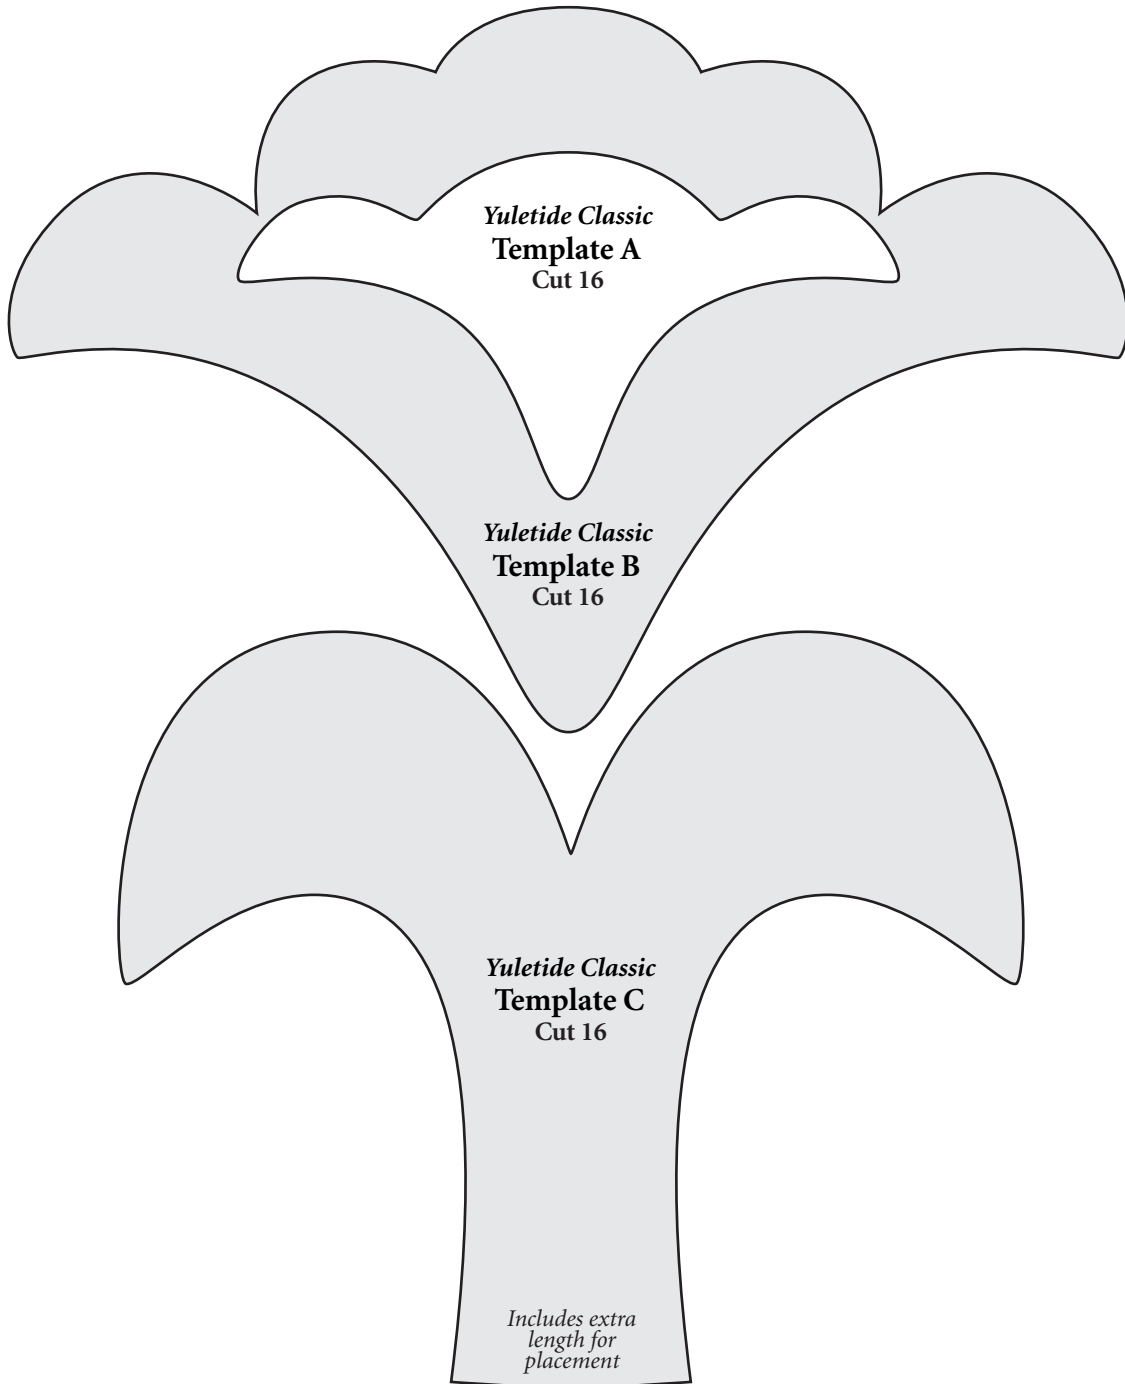 Yuletide Classic
Template A
Cut 16
Yuletide Classic
Template B
Cut 16
Yuletide Classic
Template C
Cut 16
Includes extra
length for
placement